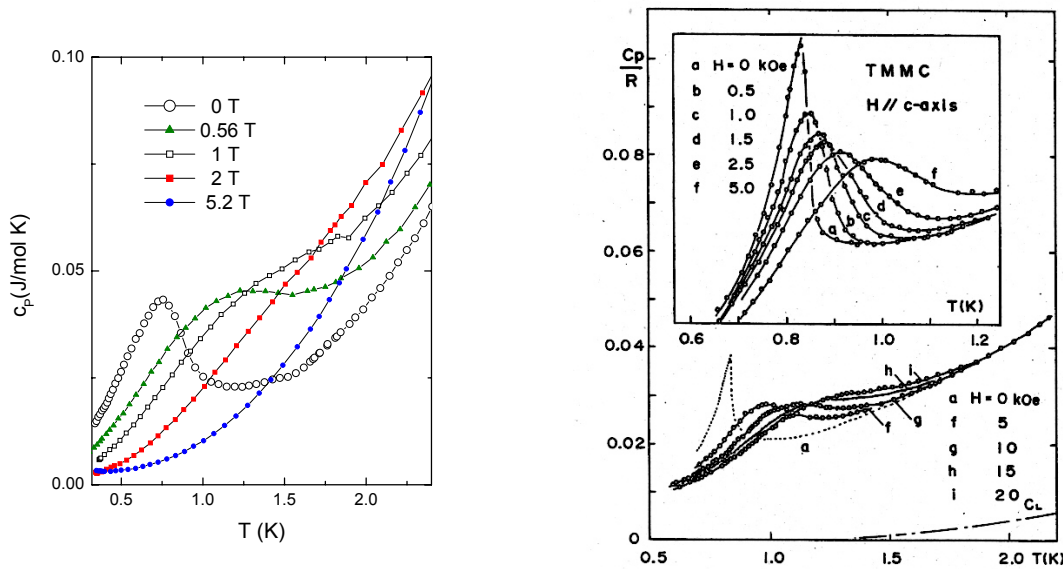 0.10
0.05
0.00
c_P(J/mol K)
0 T
0.56 T
1 T
2 T
5.2 T
0.5
1.0
1.5
2.0
T (K)
Cp
R
0.08
0.06
0.04
0.02
0
a H = 0 kOe
b 0.5
c 1.0
d 1.5
e 2.5
f 5.0
TMMC
H // c-axis
f
e
d
c
b
a
T(K)
0.6
0.8
1.0
1.2
h
i
a
f
g
a H = 0 kOe
f 5
g 10
h 15
i 20
C_L
0.5
1.0
1.5
2.0
T(K)